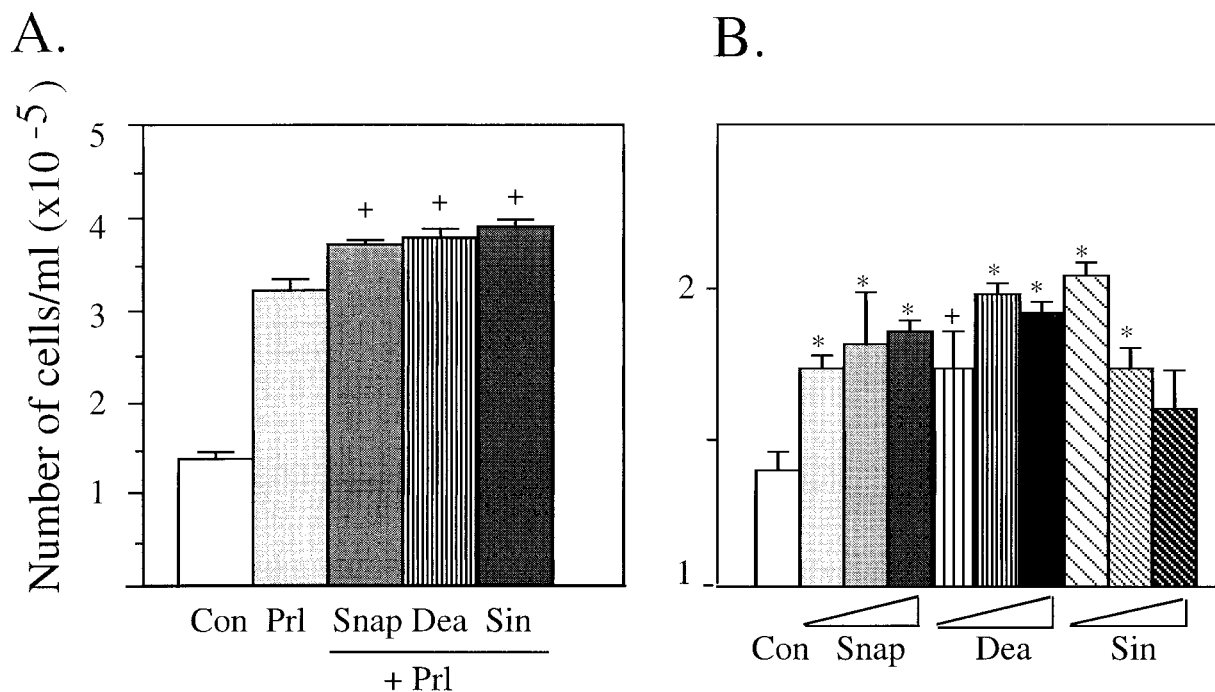 A.
B.
Number of cells/ml (x10 -5)
5
4
3
2
1
+ + +
Con Prl Snap Dea Sin
+ Prl
2
1
* * * + * * * *
Con Snap Dea Sin